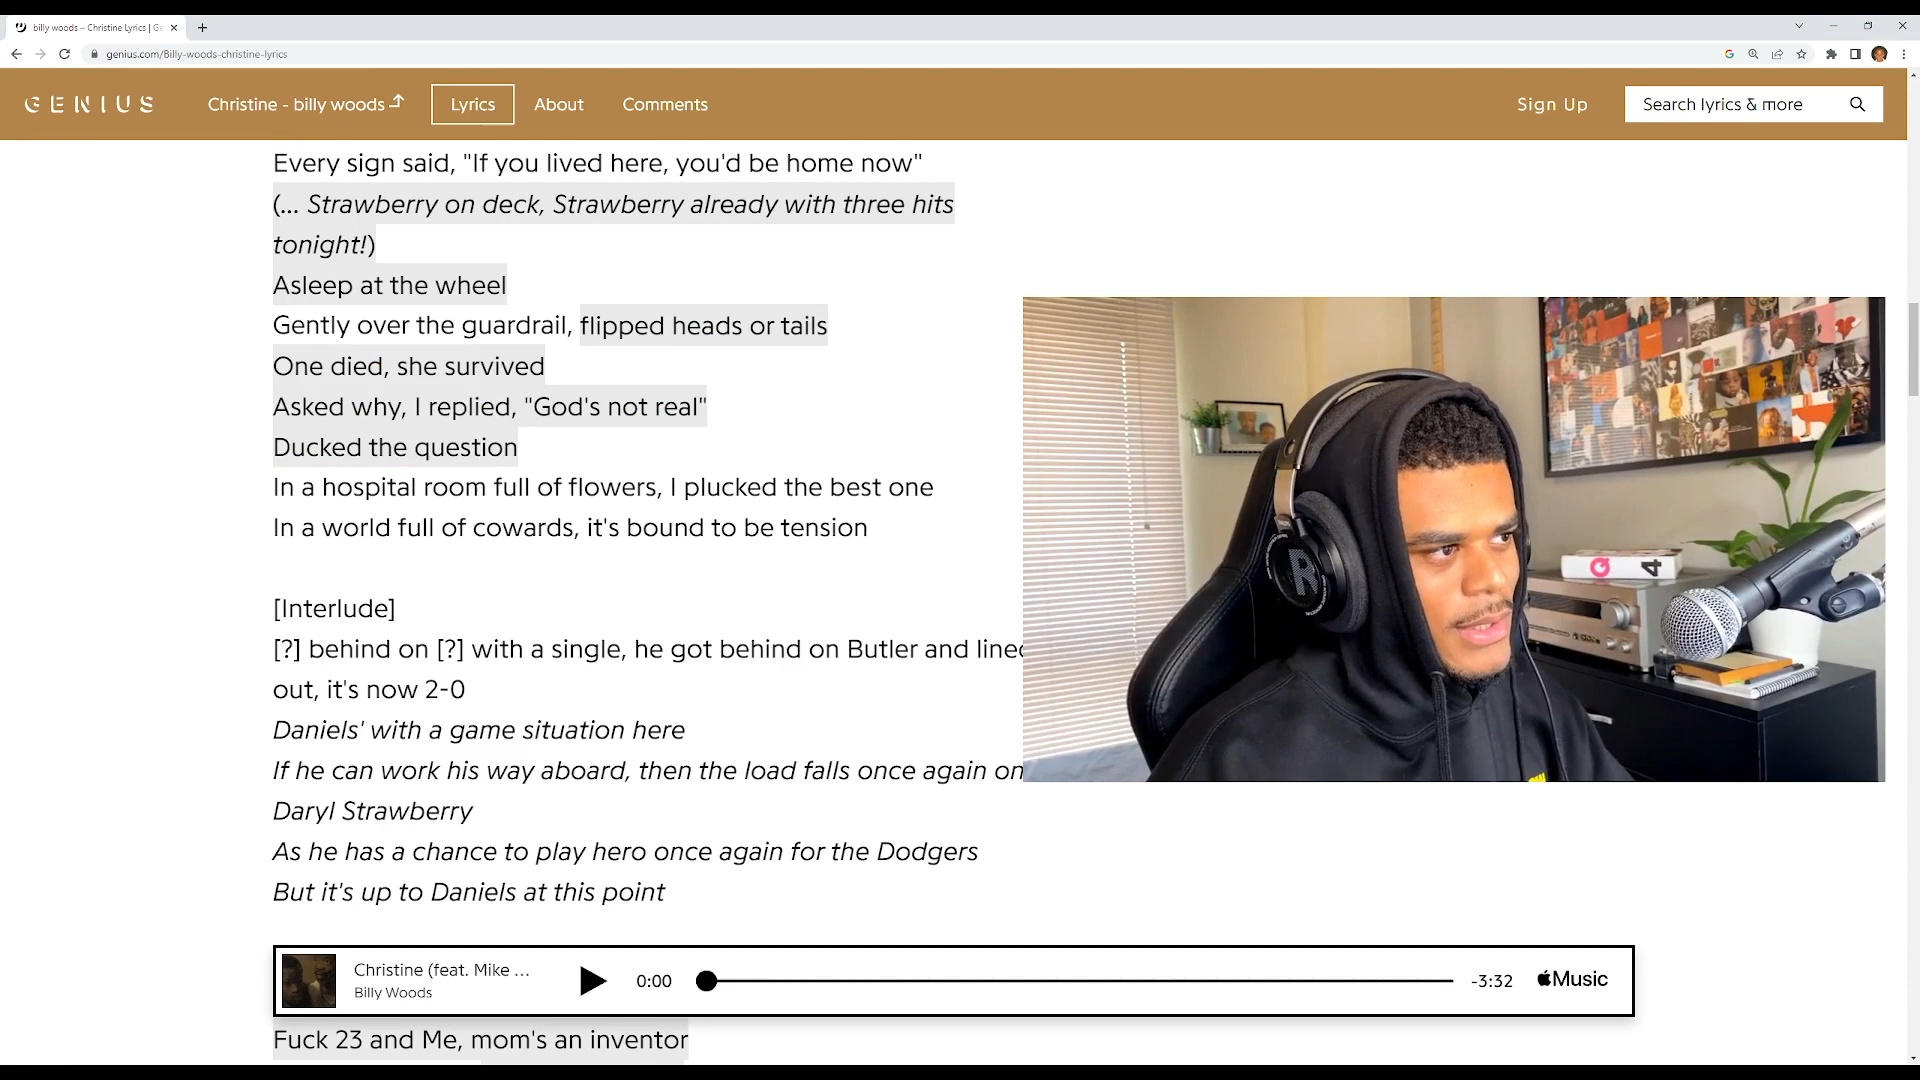 billy woods – Christine Lyrics | Ge
genius.com/Billy-woods-christine-lyrics
GENIUS
Christine - billy woods
Lyrics
About
Comments
Sign Up
Search lyrics & more
Every sign said, "If you lived here, you'd be home now"
(... Strawberry on deck, Strawberry already with three hits
tonight!)
Asleep at the wheel
Gently over the guardrail, flipped heads or tails
One died, she survived
Asked why, I replied, "God's not real"
Ducked the question
In a hospital room full of flowers, I plucked the best one
In a world full of cowards, it's bound to be tension
[Interlude]
[?] behind on [?] with a single, he got behind on Butler and lined
out, it's now 2-0
Daniels' with a game situation here
If he can work his way aboard, then the load falls once again on
Daryl Strawberry
As he has a chance to play hero once again for the Dodgers
But it's up to Daniels at this point
Christine (feat. Mike ...
Billy Woods
0:00
-3:32
Music
Fuck 23 and Me, mom's an inventor
R
Q
4